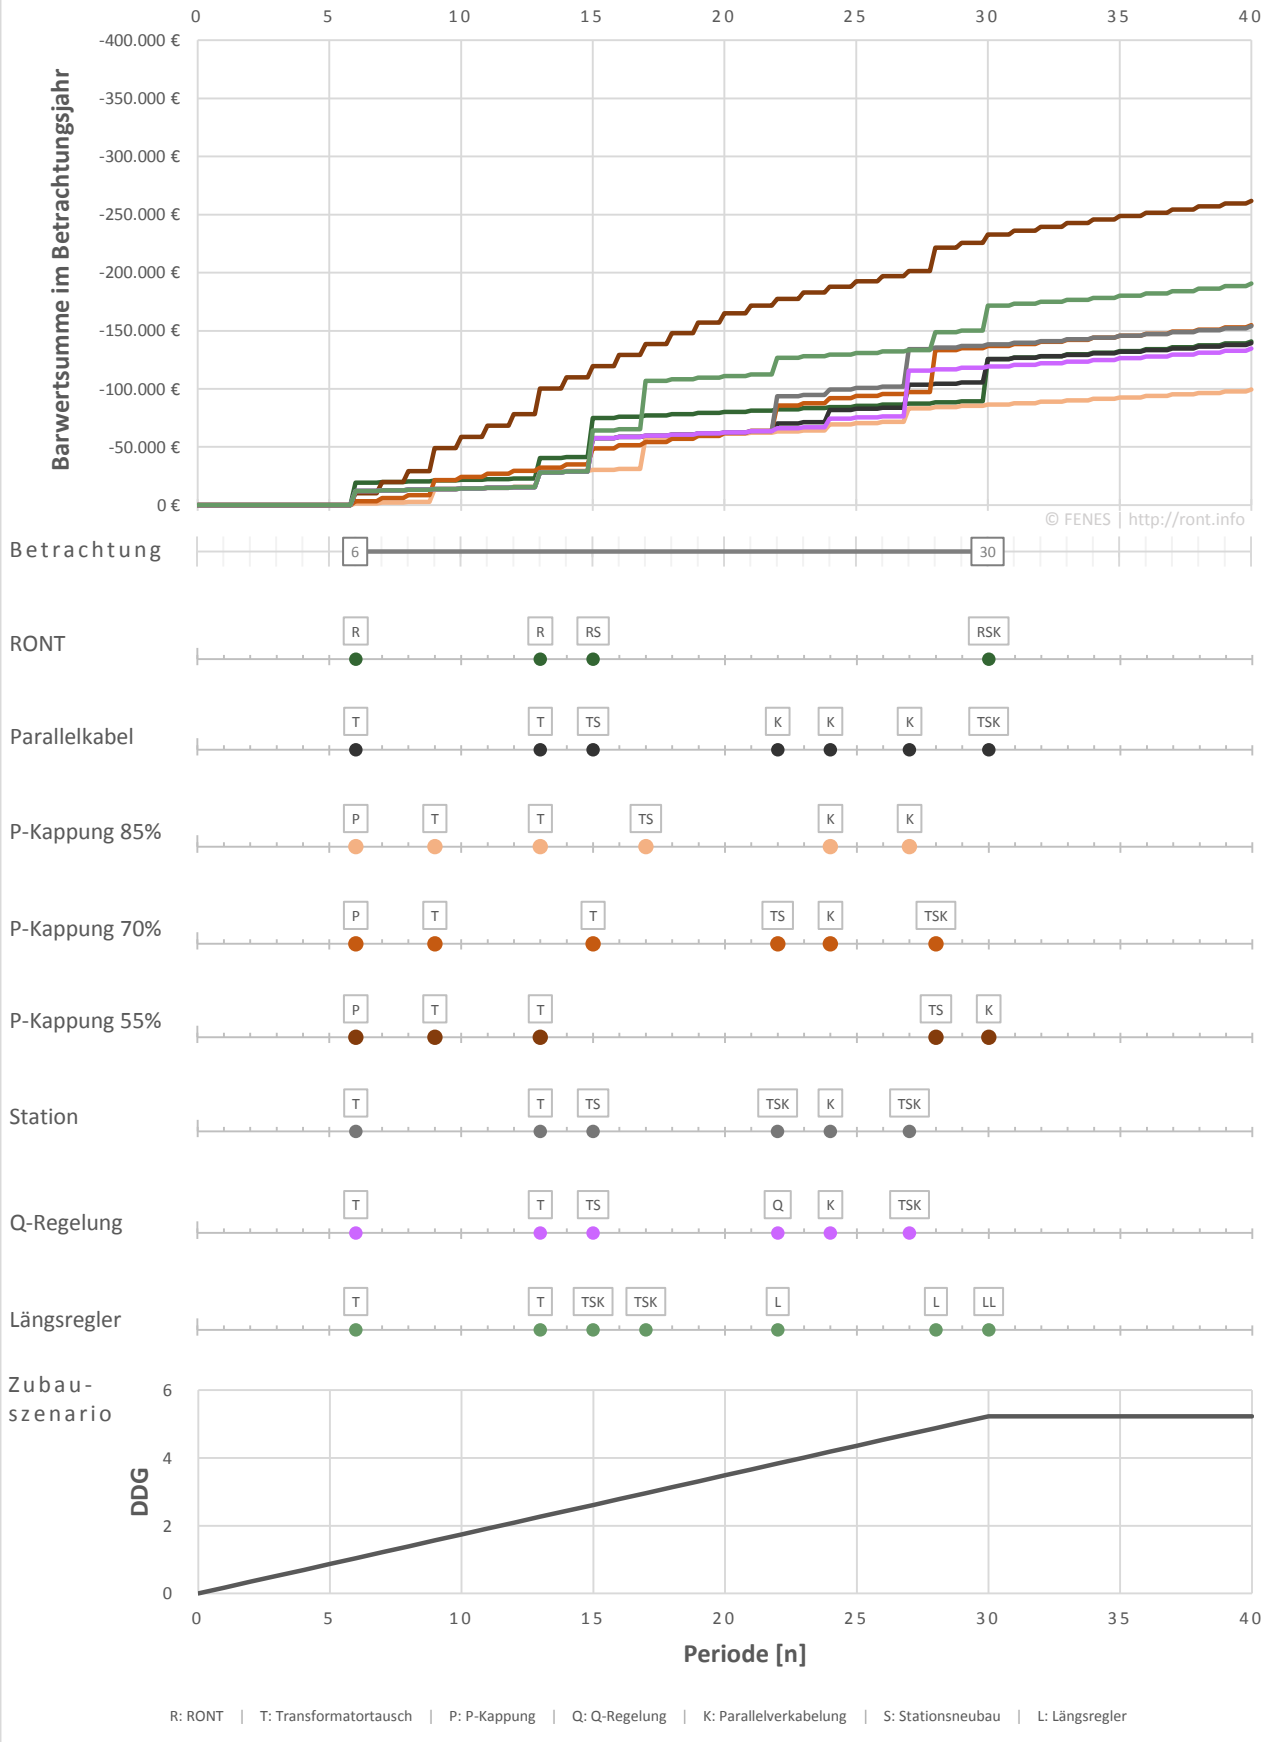 0 5 10 15 20 25 30 35 40
-400.000 €
-350.000 €
-300.000 €
-250.000 €
-200.000 €
-150.000 €
-100.000 €
-50.000 €
0 €
Barwertsumme im Betrachtungsjahr
© FENES | http://ront.info
Betrachtung
6 30
RONT
R R RS RSK
Parallelkabel
T T TS K K K TSK
P-Kappung 85%
P T T TS K K
P-Kappung 70%
P T T TS K TSK
P-Kappung 55%
P T T TS K
Station
T T TS TSK K TSK
Q-Regelung
T T TS Q K TSK
Längsregler
T T TSK TSK L L LL
Zubau-
szenario
6
4
2
0
DDG
0 5 10 15 20 25 30 35 40
Periode [n]
R: RONT | T: Transformatortausch | P: P-Kappung | Q: Q-Regelung | K: Parallelverkabelung | S: Stationsneubau | L: Längsregler